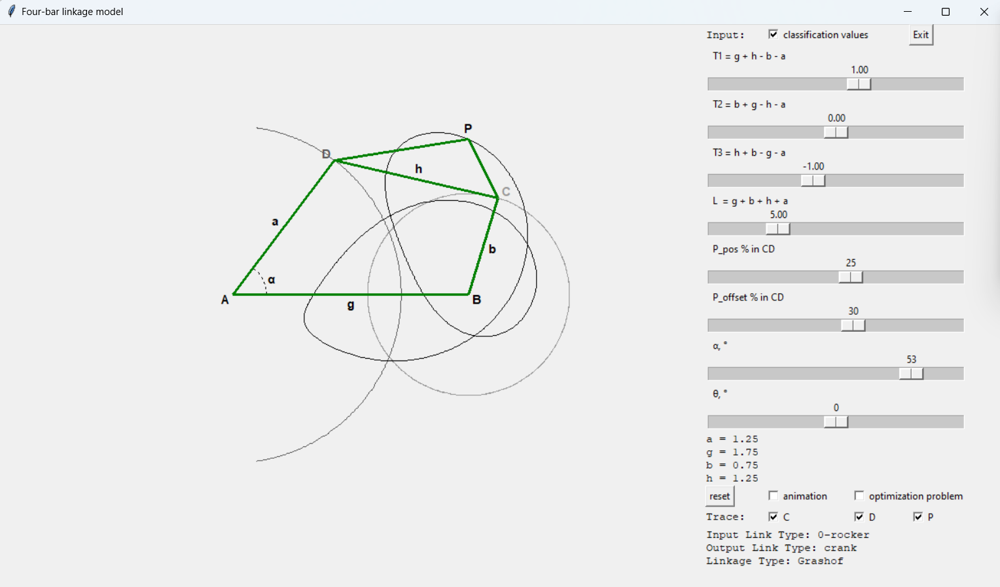 Four-bar linkage model
Input: classification values Exit
T1 = g + h - b - a
1.00
T2 = b + g - h - a
0.00
T3 = h + b - g - a
-1.00
L = g + b + h + a
5.00
P_pos % in CD
25
P_offset % in CD
30
α, °
53
θ, °
0
a = 1.25
g = 1.75
b = 0.75
h = 1.25
reset animation optimization problem
Trace: C D P
Input Link Type: 0-rocker
Output Link Type: crank
Linkage Type: Grashof
P
D
h
C
a
b
α
A
B
g